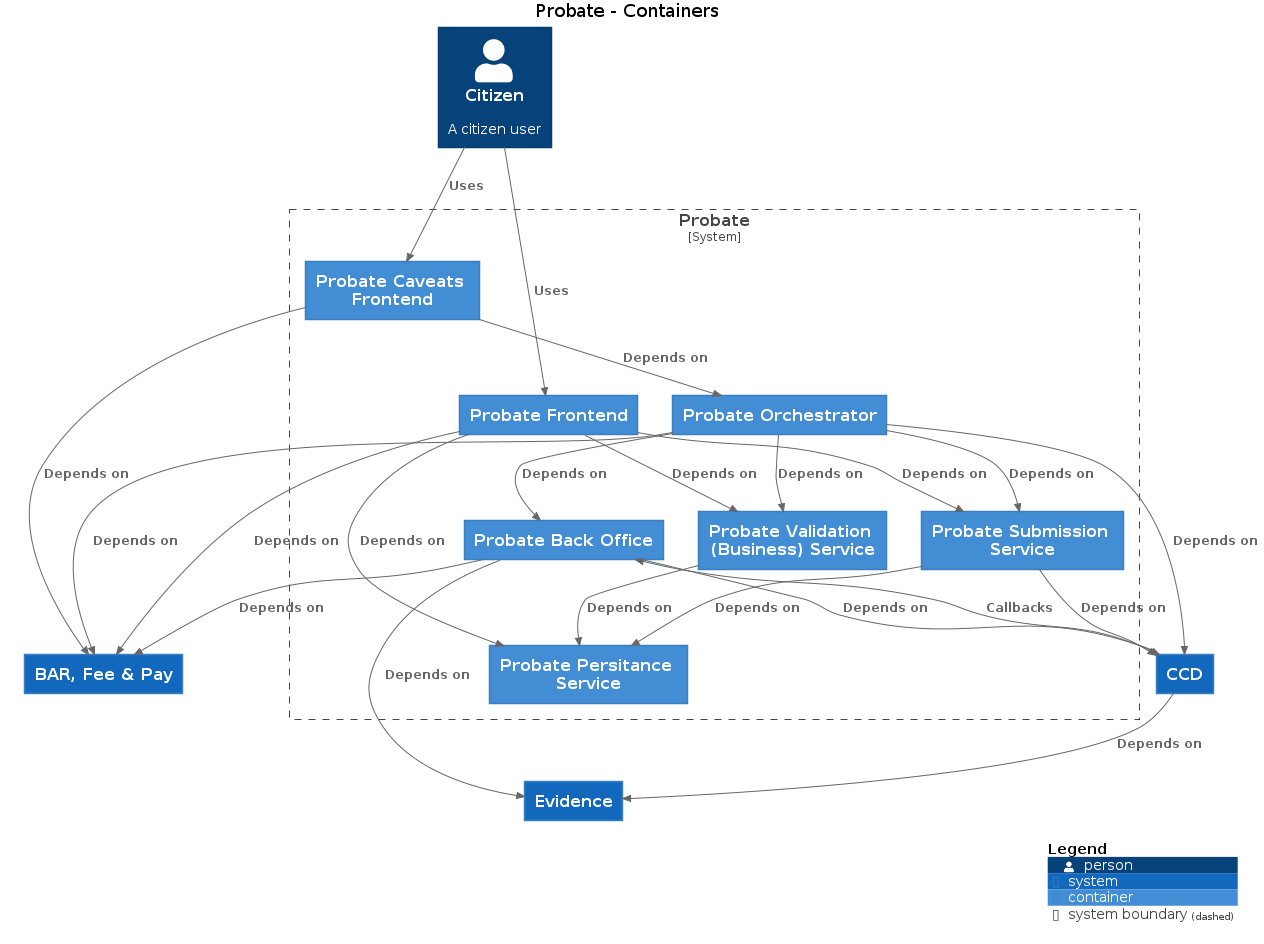 Probate - Containers
Citizen
A citizen user
Uses
Probate
[System]
Probate Caveats
Frontend
Uses
Depends on
Probate Frontend
Probate Orchestrator
Depends on
Depends on
Depends on
Depends on
Depends on
Depends on
Probate Validation
(Business) Service
Probate Submission
Service
Probate Back Office
Depends on
Depends on
Depends on
Depends on
Depends on
Depends on
Depends on
Depends on
Callbacks
Depends on
BAR, Fee & Pay
Probate Persitance
Service
CCD
Depends on
Depends on
Evidence
Legend
person
system
container
system boundary (dashed)